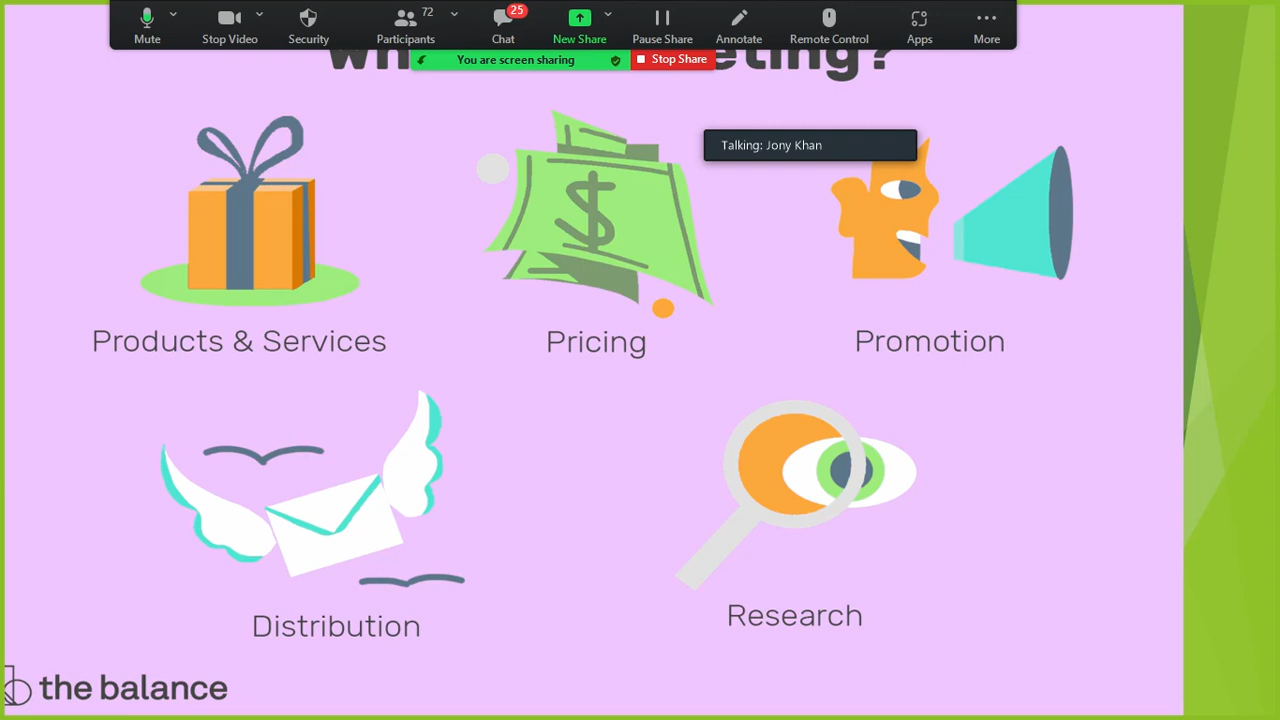 72
25
Mute
Stop Video
Security
Participants
Chat
New Share
Pause Share
Annotate
Remote Control
Apps
More
You are screen sharing
Stop Share
Talking: Jony Khan
$
Products & Services
Pricing
Promotion
Distribution
Research
the balance